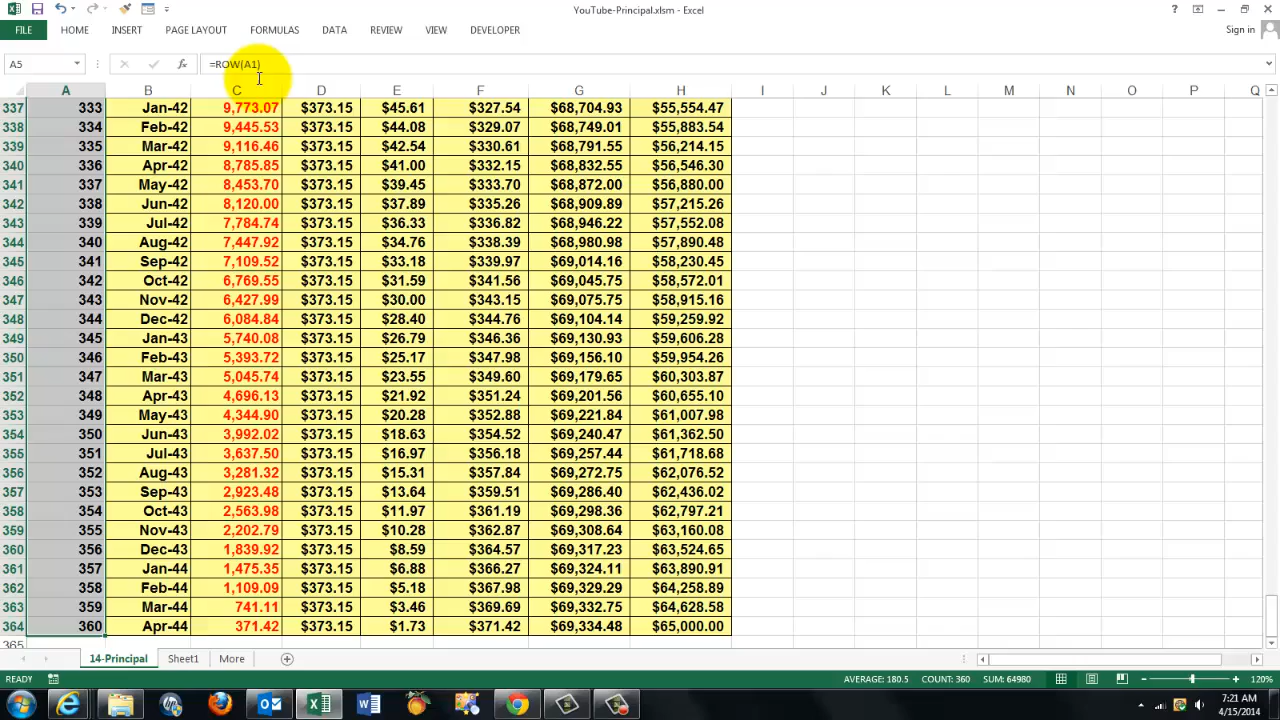 YouTube-Principal.xlsm - Excel
FILE HOME INSERT PAGE LAYOUT FORMULAS DATA REVIEW VIEW DEVELOPER Sign in
A5 fx =ROW(A1)
A B C D E F G H I J K L M N O P Q
337 333 Jan-42 9,773.07 $373.15 $45.61 $327.54 $68,704.93 $55,554.47
338 334 Feb-42 9,445.53 $373.15 $44.08 $329.07 $68,749.01 $55,883.54
339 335 Mar-42 9,116.46 $373.15 $42.54 $330.61 $68,791.55 $56,214.15
340 336 Apr-42 8,785.85 $373.15 $41.00 $332.15 $68,832.55 $56,546.30
341 337 May-42 8,453.70 $373.15 $39.45 $333.70 $68,872.00 $56,880.00
342 338 Jun-42 8,120.00 $373.15 $37.89 $335.26 $68,909.89 $57,215.26
343 339 Jul-42 7,784.74 $373.15 $36.33 $336.82 $68,946.22 $57,552.08
344 340 Aug-42 7,447.92 $373.15 $34.76 $338.39 $68,980.98 $57,890.48
345 341 Sep-42 7,109.52 $373.15 $33.18 $339.97 $69,014.16 $58,230.45
346 342 Oct-42 6,769.55 $373.15 $31.59 $341.56 $69,045.75 $58,572.01
347 343 Nov-42 6,427.99 $373.15 $30.00 $343.15 $69,075.75 $58,915.16
348 344 Dec-42 6,084.84 $373.15 $28.40 $344.76 $69,104.14 $59,259.92
349 345 Jan-43 5,740.08 $373.15 $26.79 $346.36 $69,130.93 $59,606.28
350 346 Feb-43 5,393.72 $373.15 $25.17 $347.98 $69,156.10 $59,954.26
351 347 Mar-43 5,045.74 $373.15 $23.55 $349.60 $69,179.65 $60,303.87
352 348 Apr-43 4,696.13 $373.15 $21.92 $351.24 $69,201.56 $60,655.10
353 349 May-43 4,344.90 $373.15 $20.28 $352.88 $69,221.84 $61,007.98
354 350 Jun-43 3,992.02 $373.15 $18.63 $354.52 $69,240.47 $61,362.50
355 351 Jul-43 3,637.50 $373.15 $16.97 $356.18 $69,257.44 $61,718.68
356 352 Aug-43 3,281.32 $373.15 $15.31 $357.84 $69,272.75 $62,076.52
357 353 Sep-43 2,923.48 $373.15 $13.64 $359.51 $69,286.40 $62,436.02
358 354 Oct-43 2,563.98 $373.15 $11.97 $361.19 $69,298.36 $62,797.21
359 355 Nov-43 2,202.79 $373.15 $10.28 $362.87 $69,308.64 $63,160.08
360 356 Dec-43 1,839.92 $373.15 $8.59 $364.57 $69,317.23 $63,524.65
361 357 Jan-44 1,475.35 $373.15 $6.88 $366.27 $69,324.11 $63,890.91
362 358 Feb-44 1,109.09 $373.15 $5.18 $367.98 $69,329.29 $64,258.89
363 359 Mar-44 741.11 $373.15 $3.46 $369.69 $69,332.75 $64,628.58
364 360 Apr-44 371.42 $373.15 $1.73 $371.42 $69,334.48 $65,000.00
365
14-Principal Sheet1 More
READY AVERAGE: 180.5 COUNT: 360 SUM: 64980 120%
7:21 AM
4/15/2014